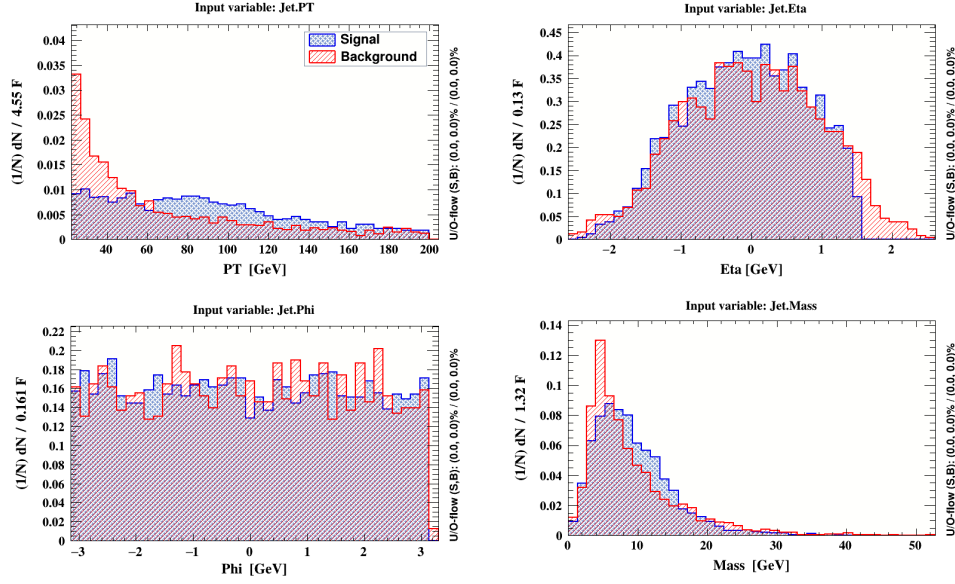 Input variable: Jet.PT
0.04
0.035
0.03
0.025
0.02
0.015
0.01
0.005
0
(1/N) dN / 4.55 F
Signal
Background
40 60 80 100 120 140 160 180 200
PT [GeV]
U/O-flow (S,B): (0.0, 0.0)% / (0.0, 0.0)%
Input variable: Jet.Eta
0.45
0.4
0.35
0.3
0.25
0.2
0.15
0.1
0.05
0
(1/N) dN / 0.13 F
−2 −1 0 1 2
Eta [GeV]
U/O-flow (S,B): (0.0, 0.0)% / (0.0, 0.0)%
Input variable: Jet.Phi
0.22
0.2
0.18
0.16
0.14
0.12
0.1
0.08
0.06
0.04
0.02
0
(1/N) dN / 0.161 F
−3 −2 −1 0 1 2 3
Phi [GeV]
U/O-flow (S,B): (0.0, 0.0)% / (0.0, 0.0)%
Input variable: Jet.Mass
0.14
0.12
0.1
0.08
0.06
0.04
0.02
0
(1/N) dN / 1.32 F
0 10 20 30 40 50
Mass [GeV]
U/O-flow (S,B): (0.0, 0.0)% / (0.0, 0.0)%